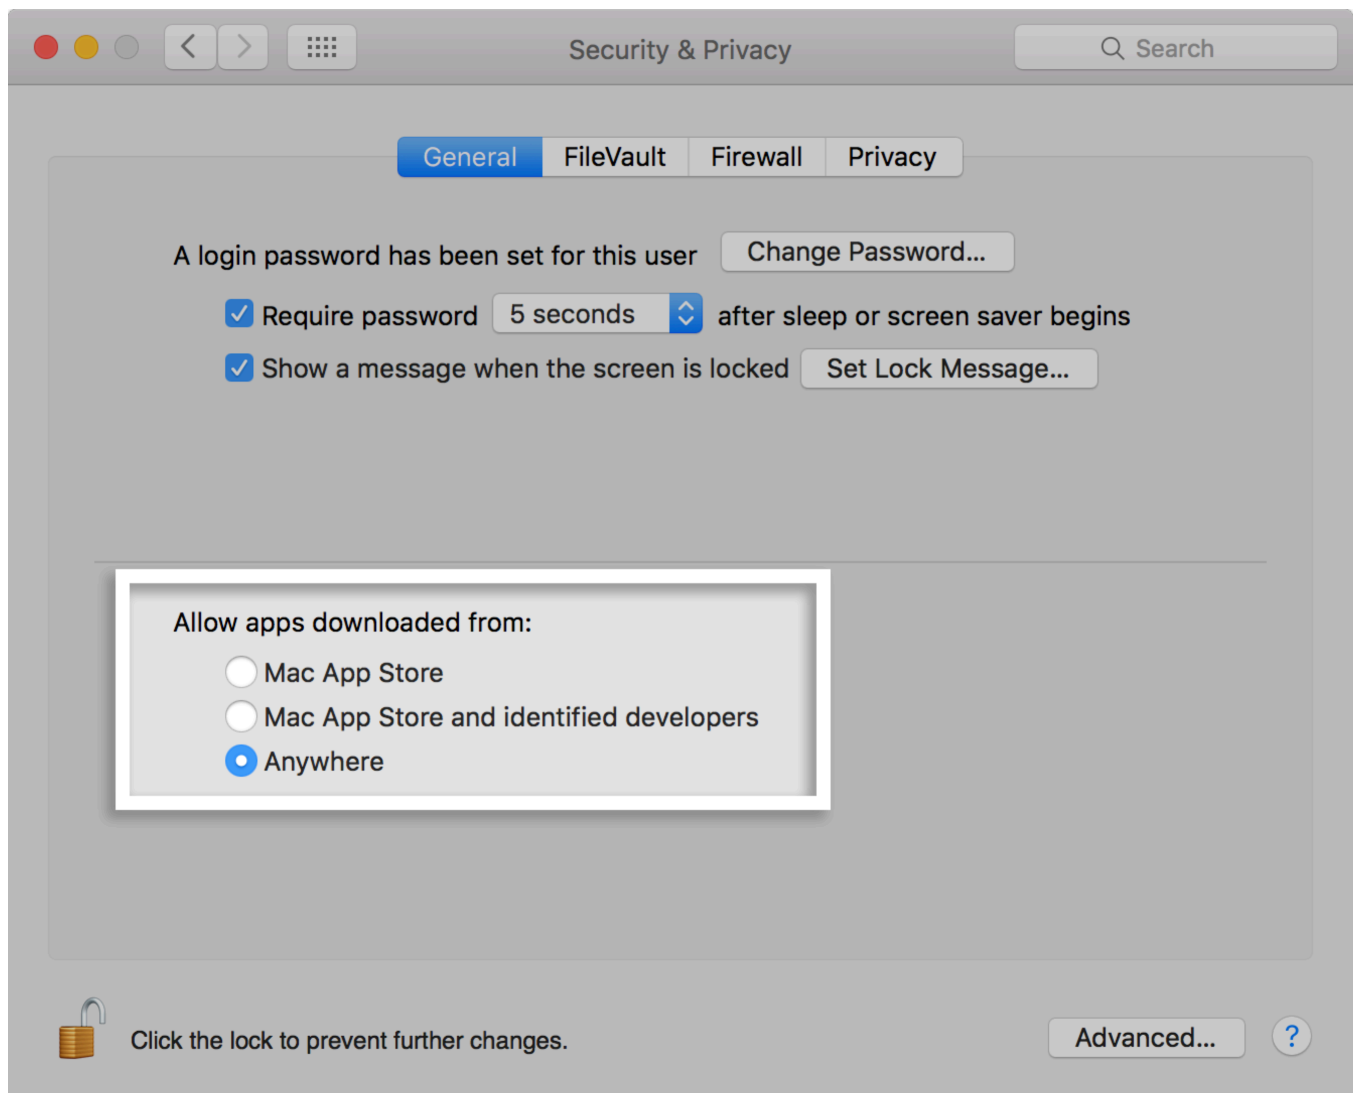 Security & Privacy
Search
General FileVault Firewall Privacy
A login password has been set for this user Change Password...
Require password 5 seconds after sleep or screen saver begins
Show a message when the screen is locked Set Lock Message...
Allow apps downloaded from:
Mac App Store
Mac App Store and identified developers
Anywhere
Click the lock to prevent further changes.
Advanced... ?